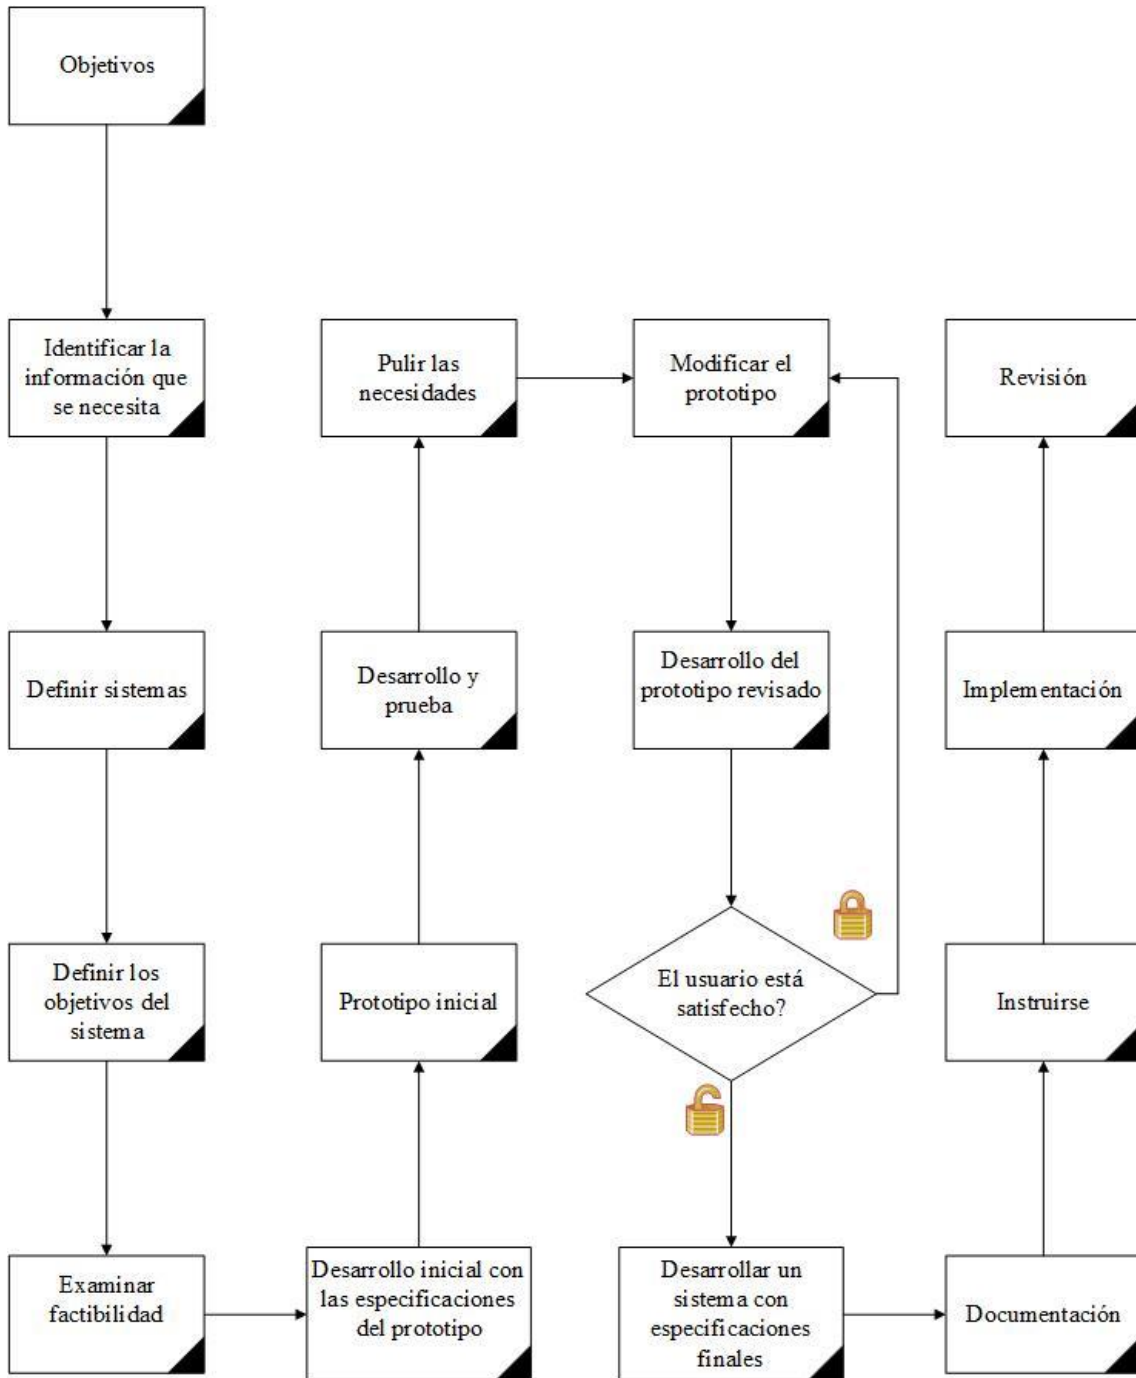 Objetivos
Identificar la
información que
se necesita
Definir sistemas
Definir los
objetivos del
sistema
Examinar
factibilidad
Desarrollo inicial con
las especificaciones
del prototipo
Prototipo inicial
Desarrollo y
prueba
Pulir las
necesidades
Modificar el
prototipo
Desarrollo del
prototipo revisado
El usuario está
satisfecho?
Desarrollar un
sistema con
especificaciones
finales
Documentación
Instruirse
Implementación
Revisión